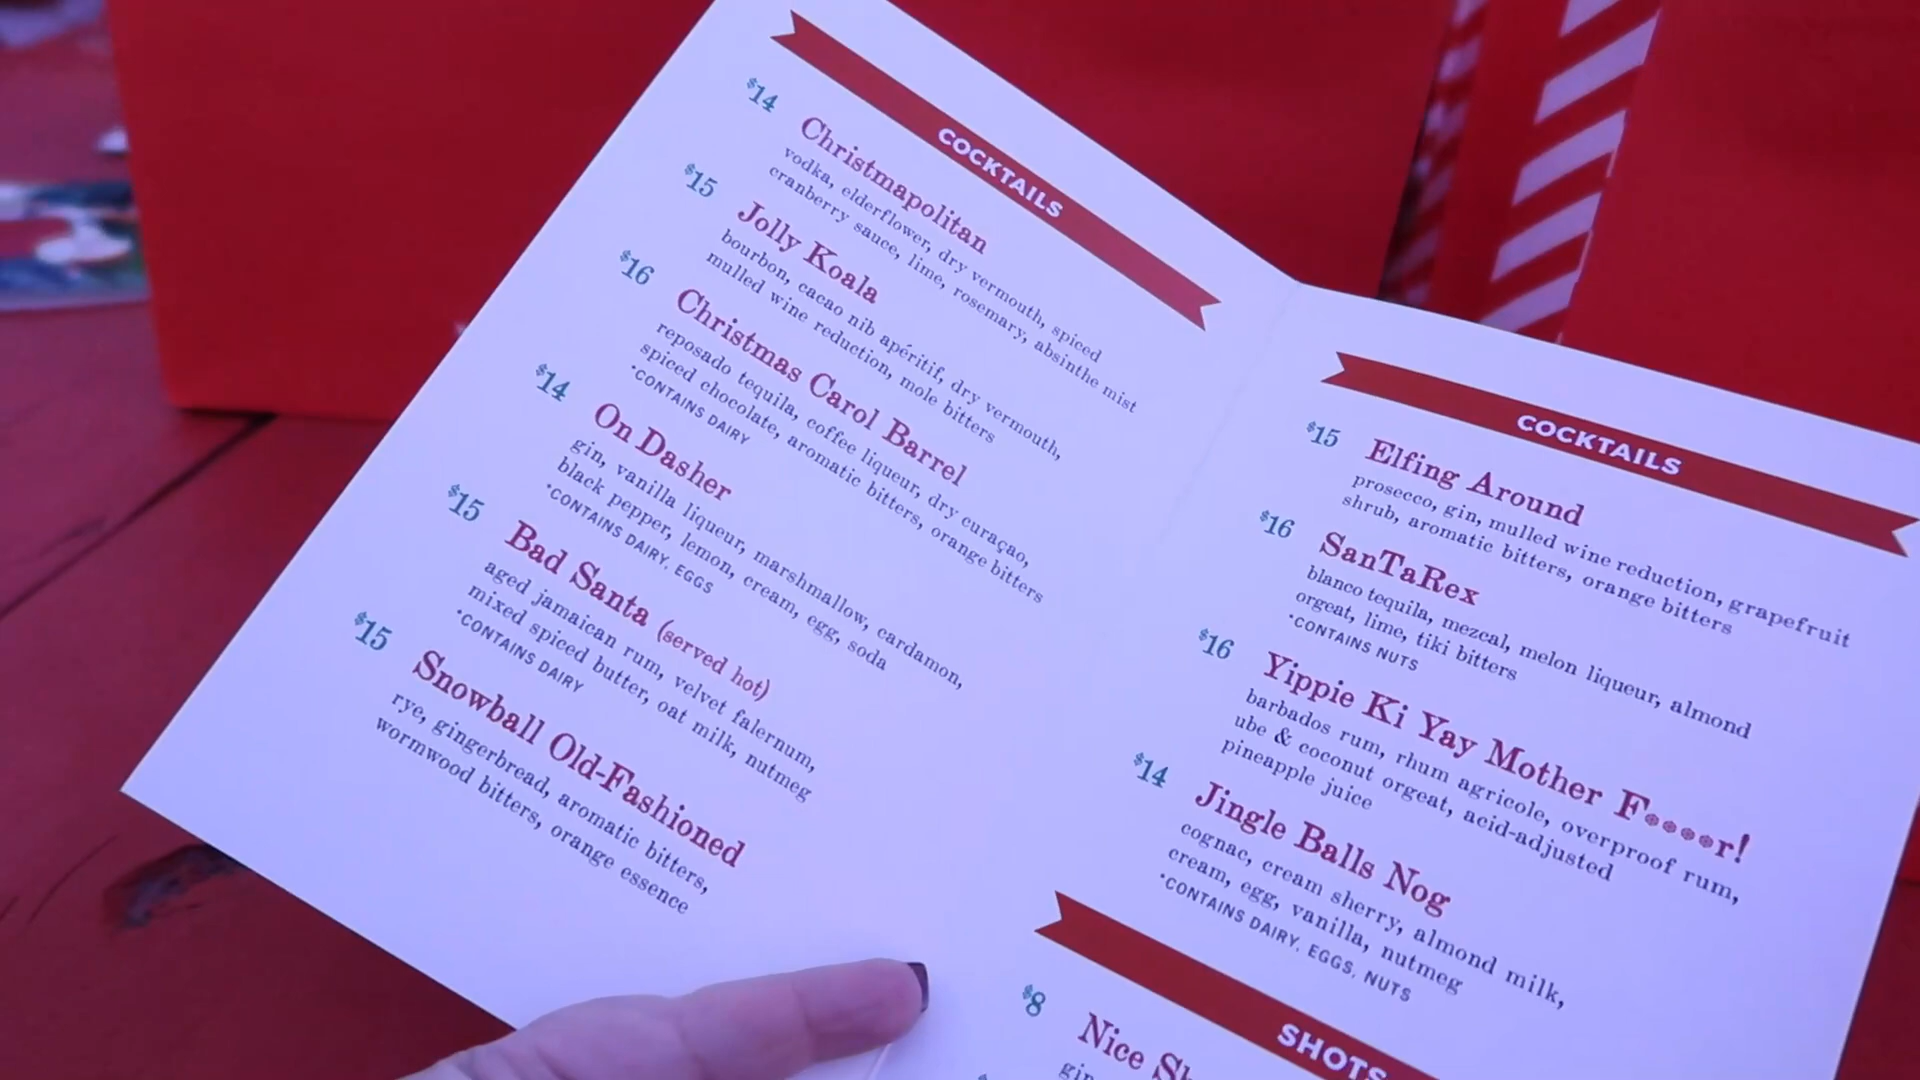 COCKTAILS
$14 Christmapolitan
vodka, elderflower, dry vermouth, spiced
cranberry sauce, lime, rosemary, absinthe mist
$15 Jolly Koala
bourbon, cacao nib apéritif, dry vermouth,
mulled wine reduction, mole bitters
$16 Christmas Carol Barrel
reposado tequila, coffee liqueur, dry curaçao,
spiced chocolate, aromatic bitters, orange bitters
*CONTAINS DAIRY
$14 On Dasher
gin, vanilla liqueur, marshmallow, cardamon,
black pepper, lemon, cream, egg, soda
*CONTAINS DAIRY, EGGS
$15 Bad Santa (served hot)
aged jamaican rum, velvet falernum,
mixed spiced butter, oat milk, nutmeg
*CONTAINS DAIRY
$15 Snowball Old-Fashioned
rye, gingerbread, aromatic bitters,
wormwood bitters, orange essence
COCKTAILS
$15 Elfing Around
prosecco, gin, mulled wine reduction, grapefruit
shrub, aromatic bitters, orange bitters
$16 SanTaRex
blanco tequila, mezcal, melon liqueur, almond
orgeat, lime, tiki bitters
*CONTAINS NUTS
$16 Yippie Ki Yay Mother F••••r!
barbados rum, rhum agricole, overproof rum,
ube & coconut orgeat, acid-adjusted
pineapple juice
$14 Jingle Balls Nog
cognac, cream sherry, almond milk,
cream, egg, vanilla, nutmeg
*CONTAINS DAIRY, EGGS, NUTS
SHOTS
$8 Nice
gin